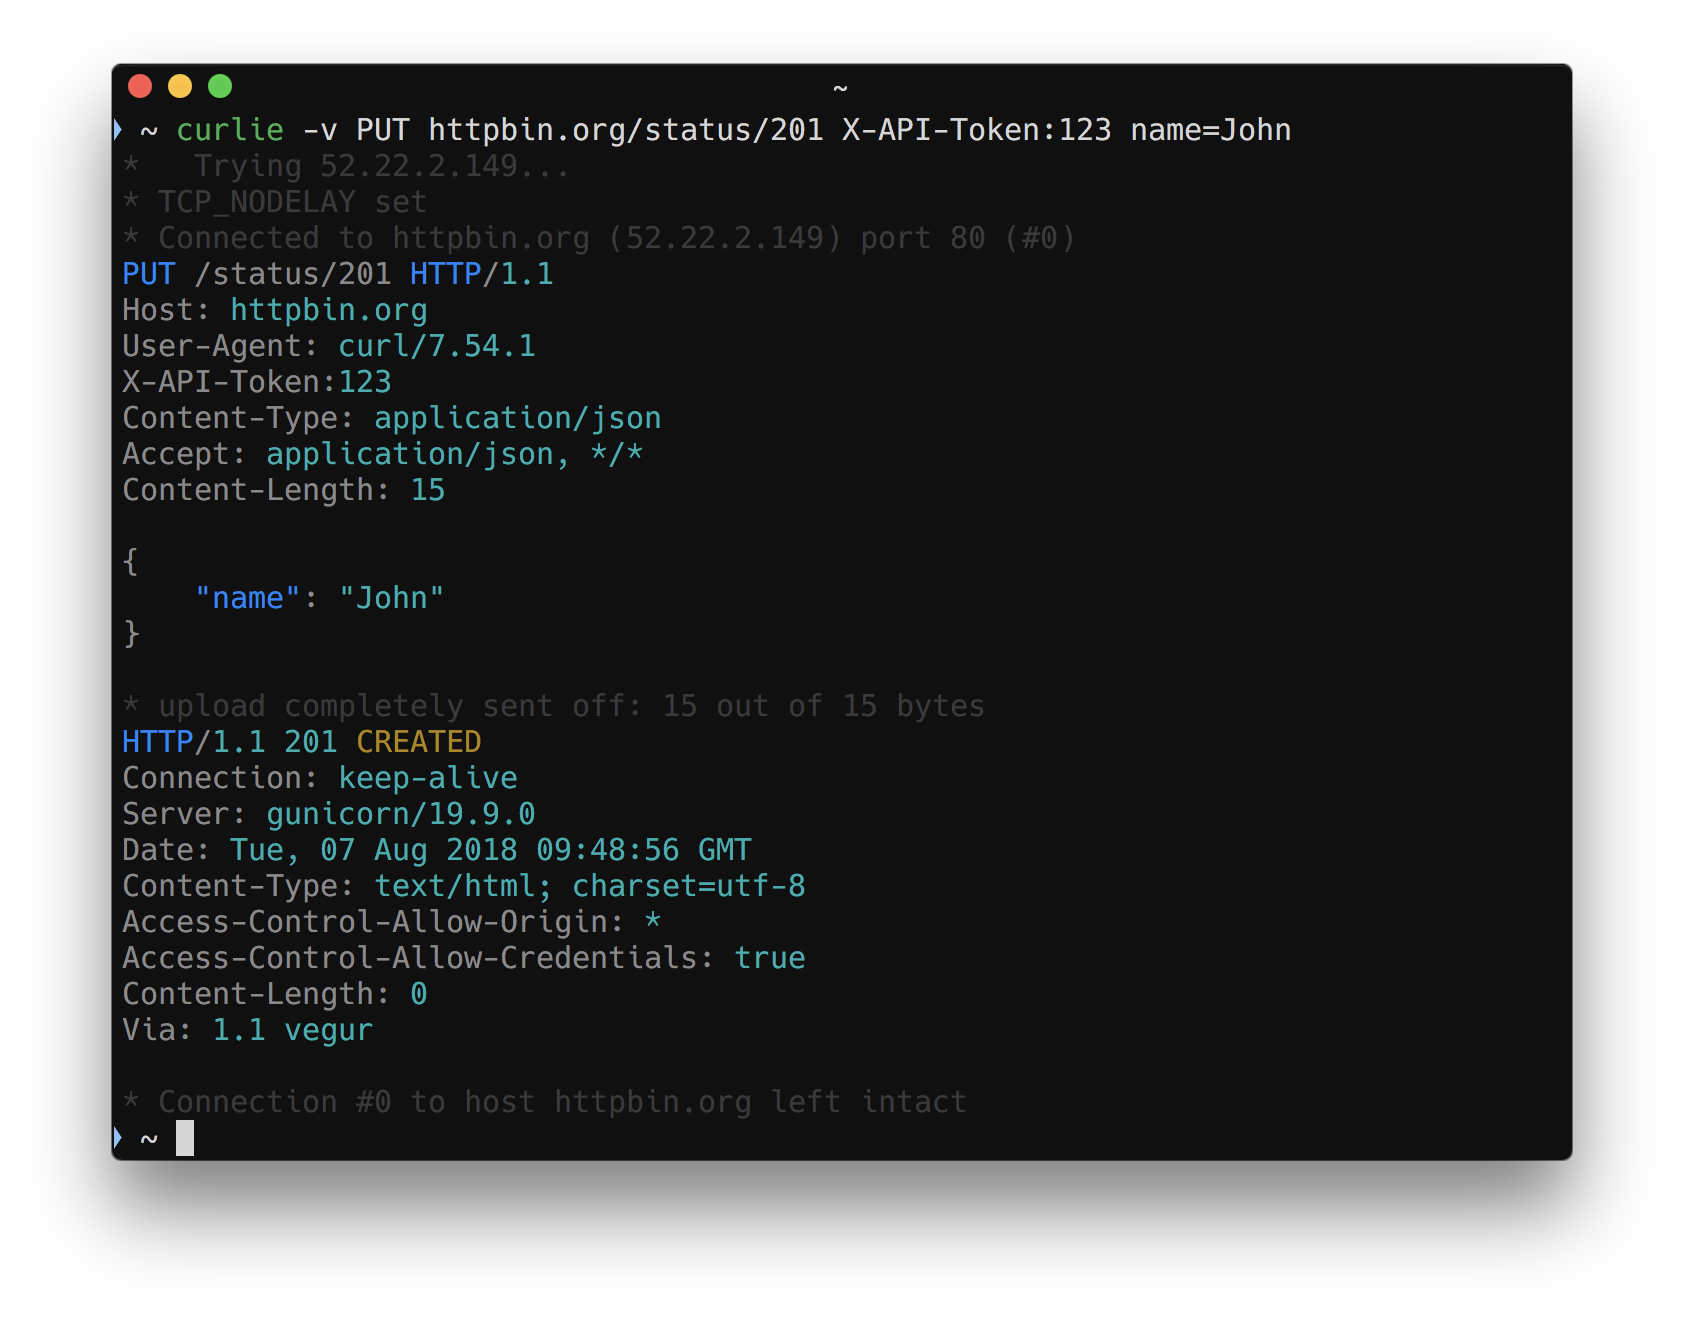 ~
~ curlie -v PUT httpbin.org/status/201 X-API-Token:123 name=John
*   Trying 52.22.2.149...
* TCP_NODELAY set
* Connected to httpbin.org (52.22.2.149) port 80 (#0)
PUT /status/201 HTTP/1.1
Host: httpbin.org
User-Agent: curl/7.54.1
X-API-Token:123
Content-Type: application/json
Accept: application/json, */*
Content-Length: 15
{
    "name": "John"
}
* upload completely sent off: 15 out of 15 bytes
HTTP/1.1 201 CREATED
Connection: keep-alive
Server: gunicorn/19.9.0
Date: Tue, 07 Aug 2018 09:48:56 GMT
Content-Type: text/html; charset=utf-8
Access-Control-Allow-Origin: *
Access-Control-Allow-Credentials: true
Content-Length: 0
Via: 1.1 vegur
* Connection #0 to host httpbin.org left intact
~